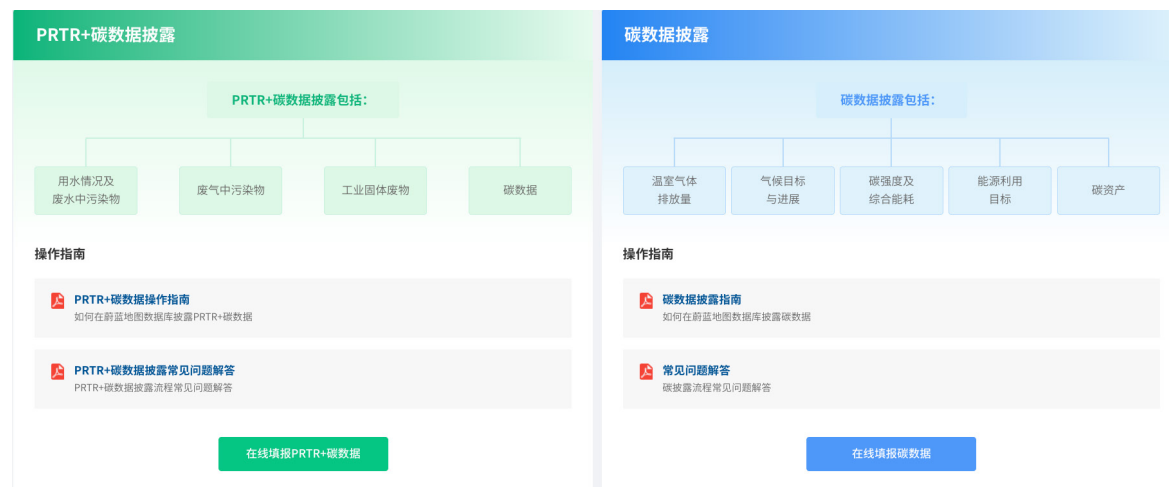 PRTR+碳数据披露
PRTR+碳数据披露包括：
用水情况及
废水中污染物
废气中污染物
工业固体废物
碳数据
操作指南
PRTR+碳数据操作指南
如何在蔚蓝地图数据库披露PRTR+碳数据
PRTR+碳数据披露常见问题解答
PRTR+碳数据披露流程常见问题解答
在线填报PRTR+碳数据
碳数据披露
碳数据披露包括：
温室气体
排放量
气候目标
与进展
碳强度及
综合能耗
能源利用
目标
碳资产
操作指南
碳数据披露指南
如何在蔚蓝地图数据库披露碳数据
常见问题解答
碳披露流程常见问题解答
在线填报碳数据